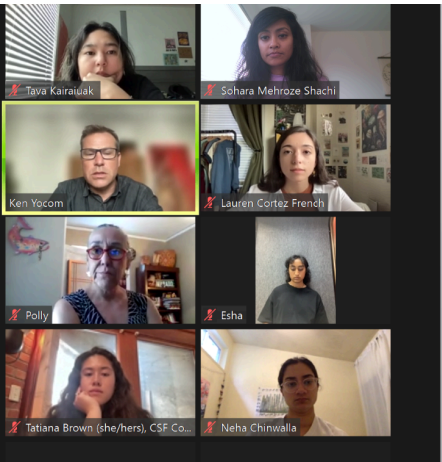 Tava Kairaiuak
Sohara Mehroze Shachi
Ken Yocom
Lauren Cortez French
Polly
Esha
Tatiana Brown (she/hers), CSF Co...
Neha Chinwalla